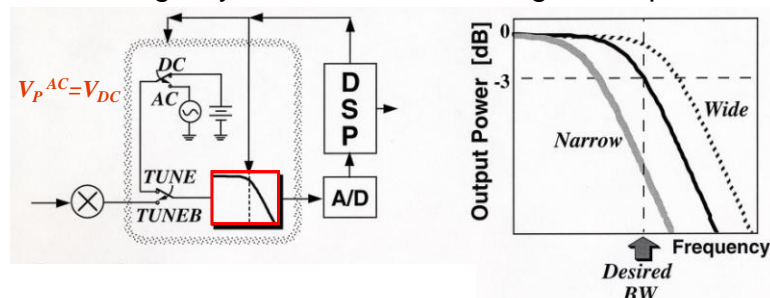 DC
V_P^AC=V_DC
AC
D
S
P
TUNE
TUNEB
A/D
Output Power [dB]
0
-3
Wide
Narrow
Frequency
Desired
BW